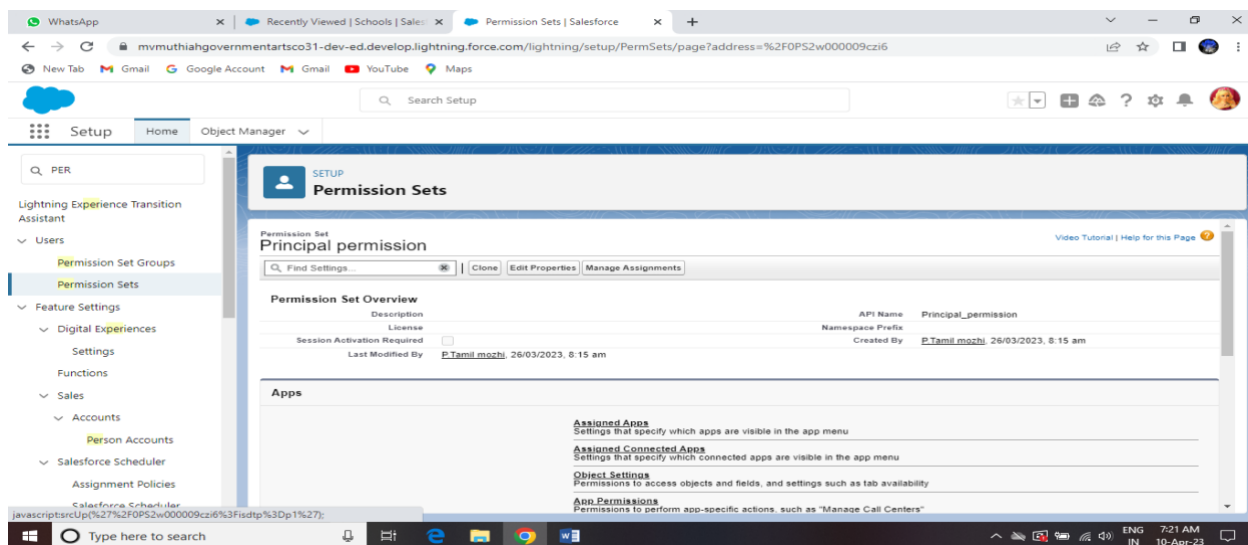 WhatsApp
Recently Viewed | Schools | Sales
Permission Sets | Salesforce
mvmuthiahgovernmentartsco31-dev-ed.develop.lightning.force.com/lightning/setup/PermSets/page?address=%2F0PS2w000009czi6
New Tab Gmail Google Account Gmail YouTube Maps
Search Setup
Setup Home Object Manager
PER
Lightning Experience Transition
Assistant
Users
Permission Set Groups
Permission Sets
Feature Settings
Digital Experiences
Settings
Functions
Sales
Accounts
Person Accounts
Salesforce Scheduler
Assignment Policies
Salesforce Scheduler
SETUP
Permission Sets
Permission Set
Principal permission
Video Tutorial | Help for this Page
Find Settings... | Clone Edit Properties Manage Assignments
Permission Set Overview
Description API Name Principal_permission
License Namespace Prefix
Session Activation Required Created By P.Tamil mozhi, 26/03/2023, 8:15 am
Last Modified By P.Tamil mozhi, 26/03/2023, 8:15 am
Apps
Assigned Apps
Settings that specify which apps are visible in the app menu
Assigned Connected Apps
Settings that specify which connected apps are visible in the app menu
Object Settings
Permissions to access objects and fields, and settings such as tab availability
App Permissions
Permissions to perform app-specific actions, such as "Manage Call Centers"
javascript:srcUp(%27%2F0PS2w000009czi6%3Fisdtp%3Dp1%27);
Type here to search
ENG 7:21 AM
IN 10-Apr-23